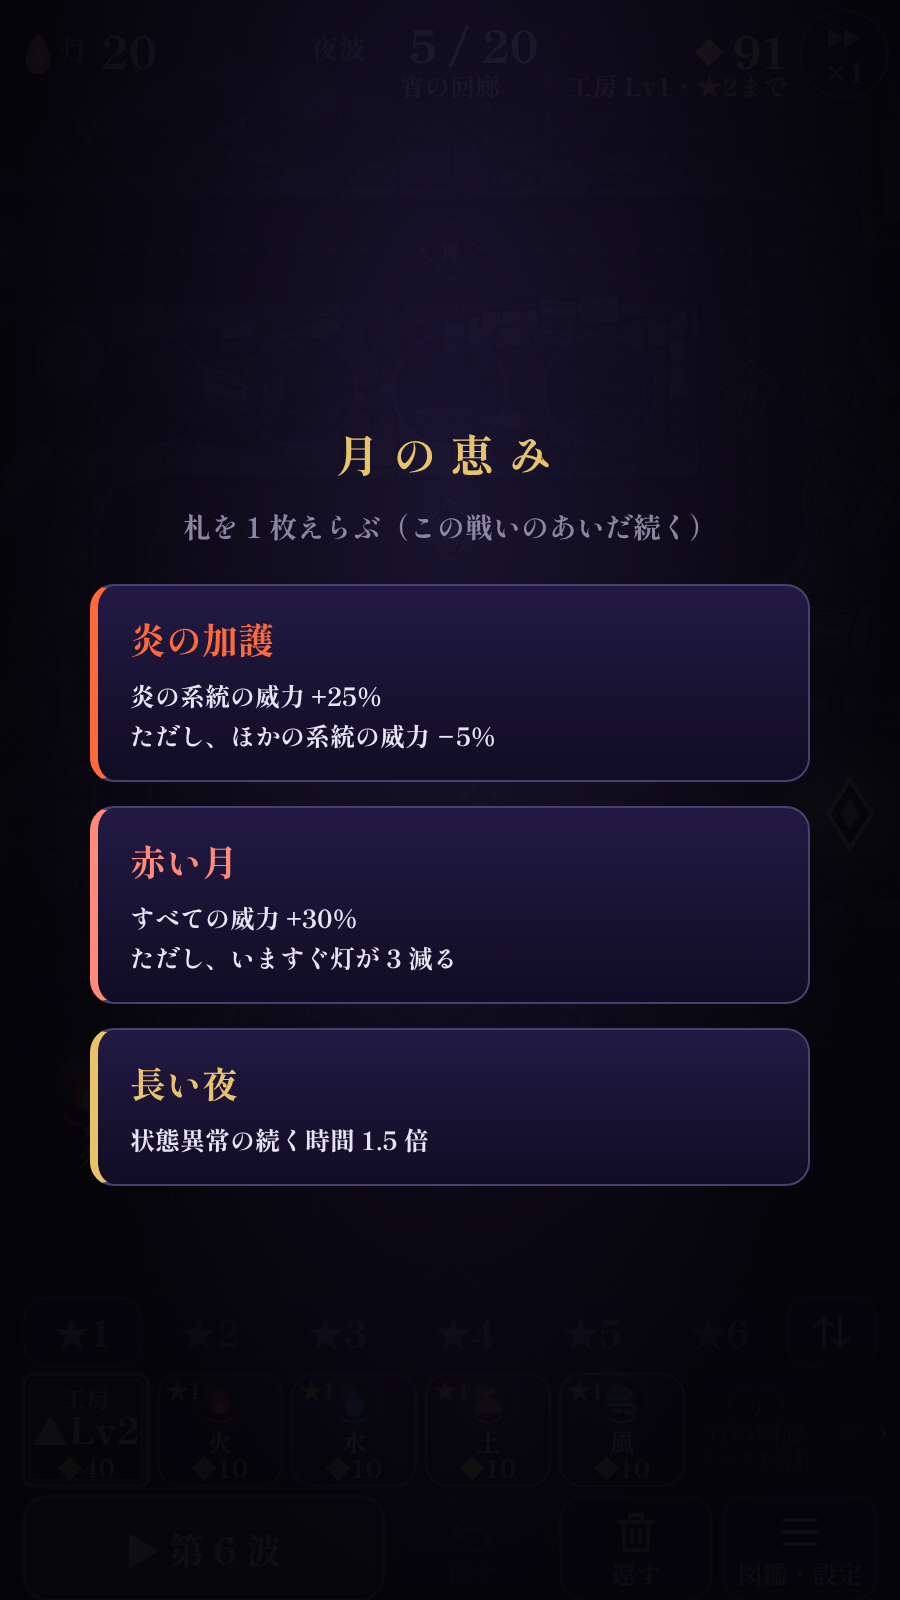 灯 20
夜波 5 / 20
◆91
▶▶ ×1
宵の回廊
工房 Lv1・★2まで
罠
罠
月の恵み
札を 1 枚えらぶ（この戦いのあいだ続く）
炎の加護
炎の系統の威力 +25%
ただし、ほかの系統の威力 −5%
赤い月
すべての威力 +30%
ただし、いますぐ灯が 3 減る
長い夜
状態異常の続く時間 1.5 倍
★1 ★2 ★3 ★4 ★5 ★6 ⇅
工房
▲Lv2
◆40
★1
火
◆10
★1
水
◆10
★1
土
◆10
★1
風
◆10
宵の回廊
▶ 第 6 波
還す
図鑑・設定